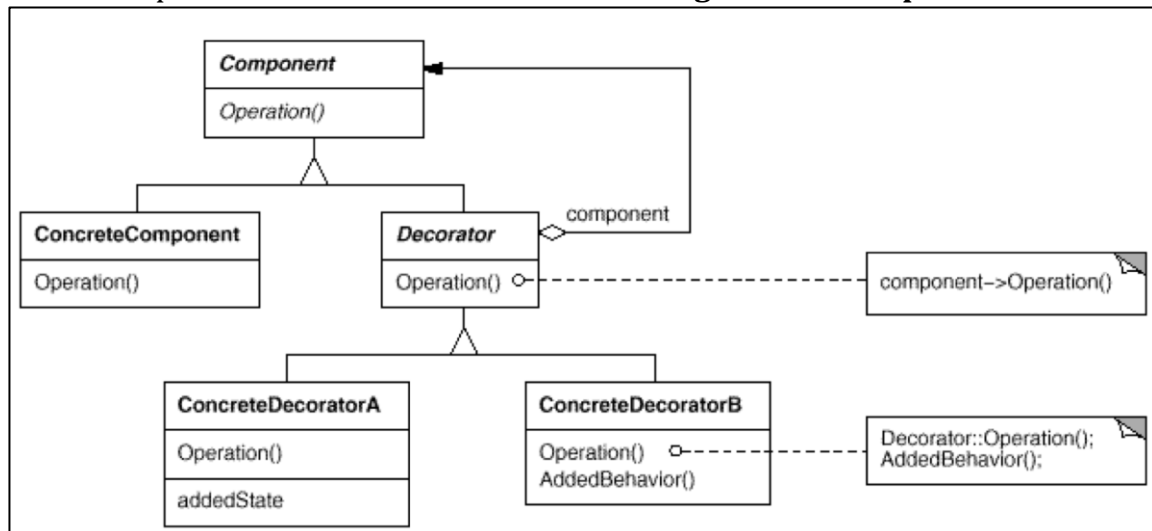 Component
Operation()
component
ConcreteComponent
Operation()
Decorator
Operation()
component->Operation()
ConcreteDecoratorA
Operation()
addedState
ConcreteDecoratorB
Operation()
AddedBehavior()
Decorator::Operation();
AddedBehavior();